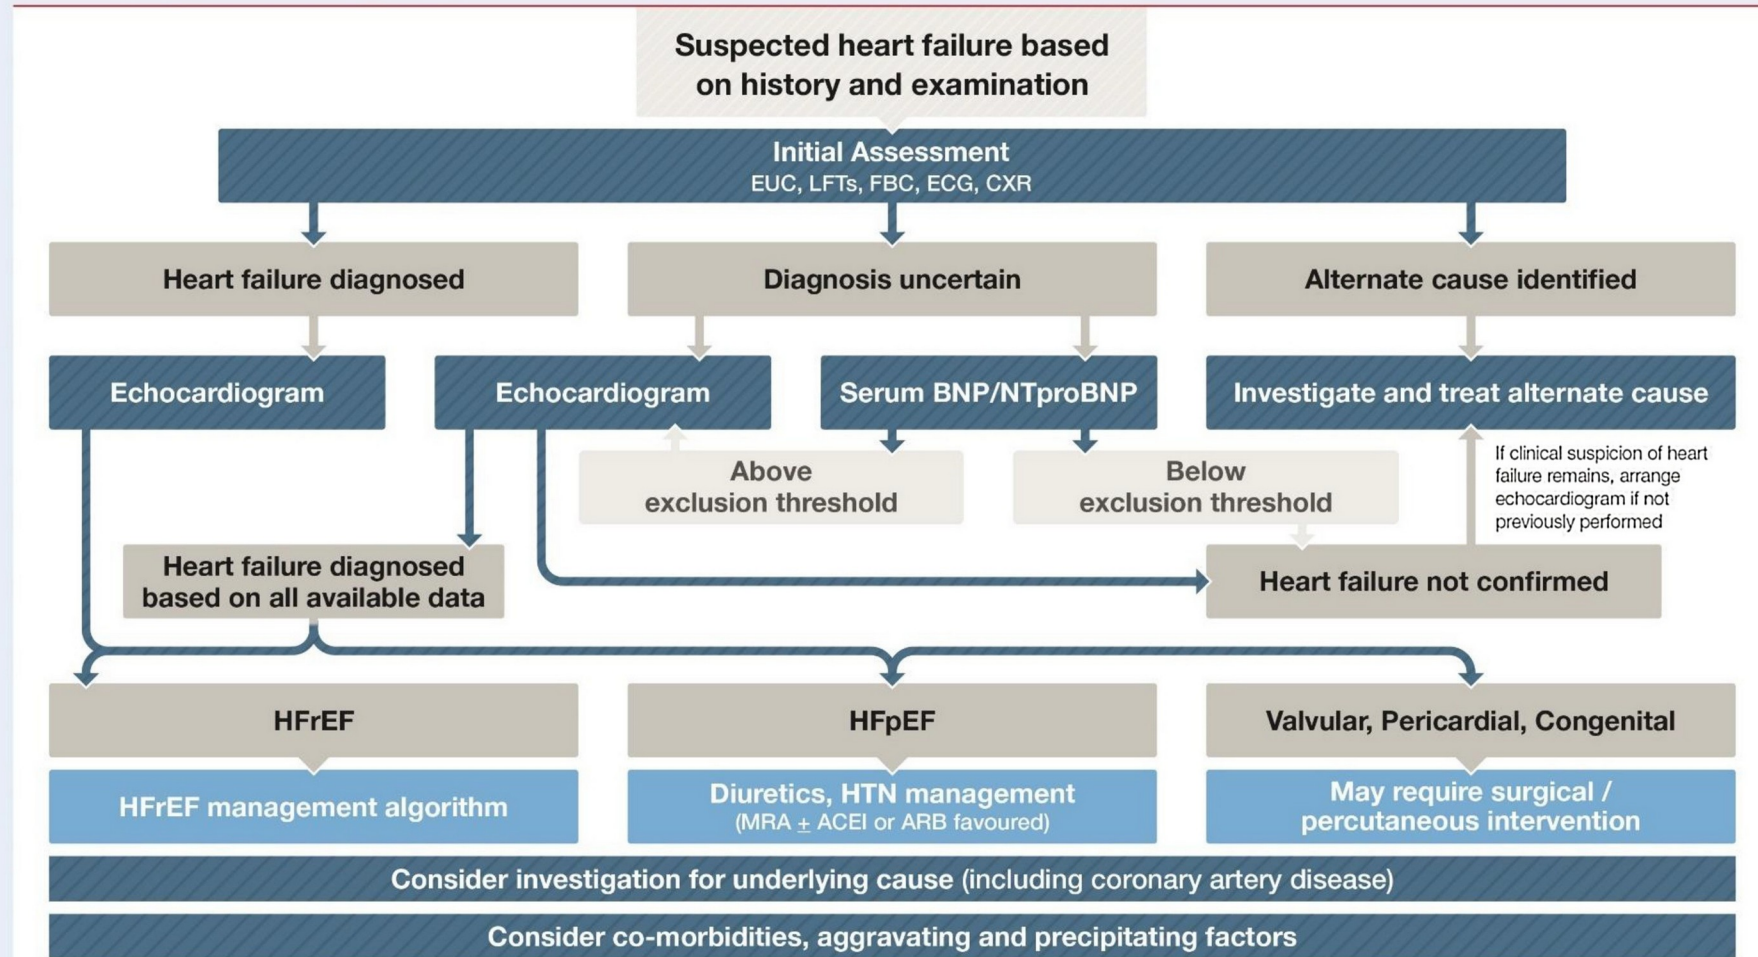 Suspected heart failure based
on history and examination
Initial Assessment
EUC, LFTs, FBC, ECG, CXR
Heart failure diagnosed
Diagnosis uncertain
Alternate cause identified
Echocardiogram
Echocardiogram
Serum BNP/NTproBNP
Investigate and treat alternate cause
Above
exclusion threshold
Below
exclusion threshold
If clinical suspicion of heart
failure remains, arrange
echocardiogram if not
previously performed
Heart failure diagnosed
based on all available data
Heart failure not confirmed
HFrEF
HFpEF
Valvular, Pericardial, Congenital
HFrEF management algorithm
Diuretics, HTN management
(MRA ± ACEI or ARB favoured)
May require surgical /
percutaneous intervention
Consider investigation for underlying cause (including coronary artery disease)
Consider co-morbidities, aggravating and precipitating factors